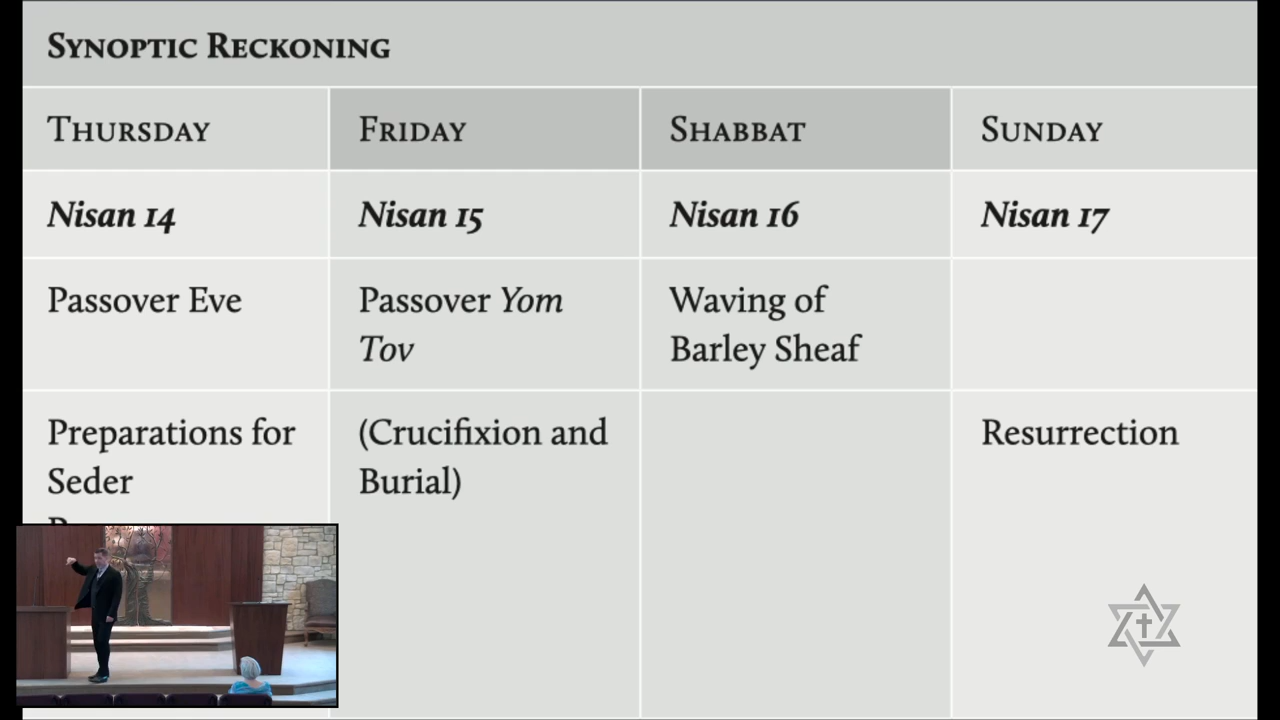 Synoptic Reckoning
Thursday
Friday
Shabbat
Sunday
Nisan 14
Nisan 15
Nisan 16
Nisan 17
Passover Eve
Passover Yom
Tov
Waving of
Barley Sheaf
Preparations for
Seder
(Crucifixion and
Burial)
Resurrection